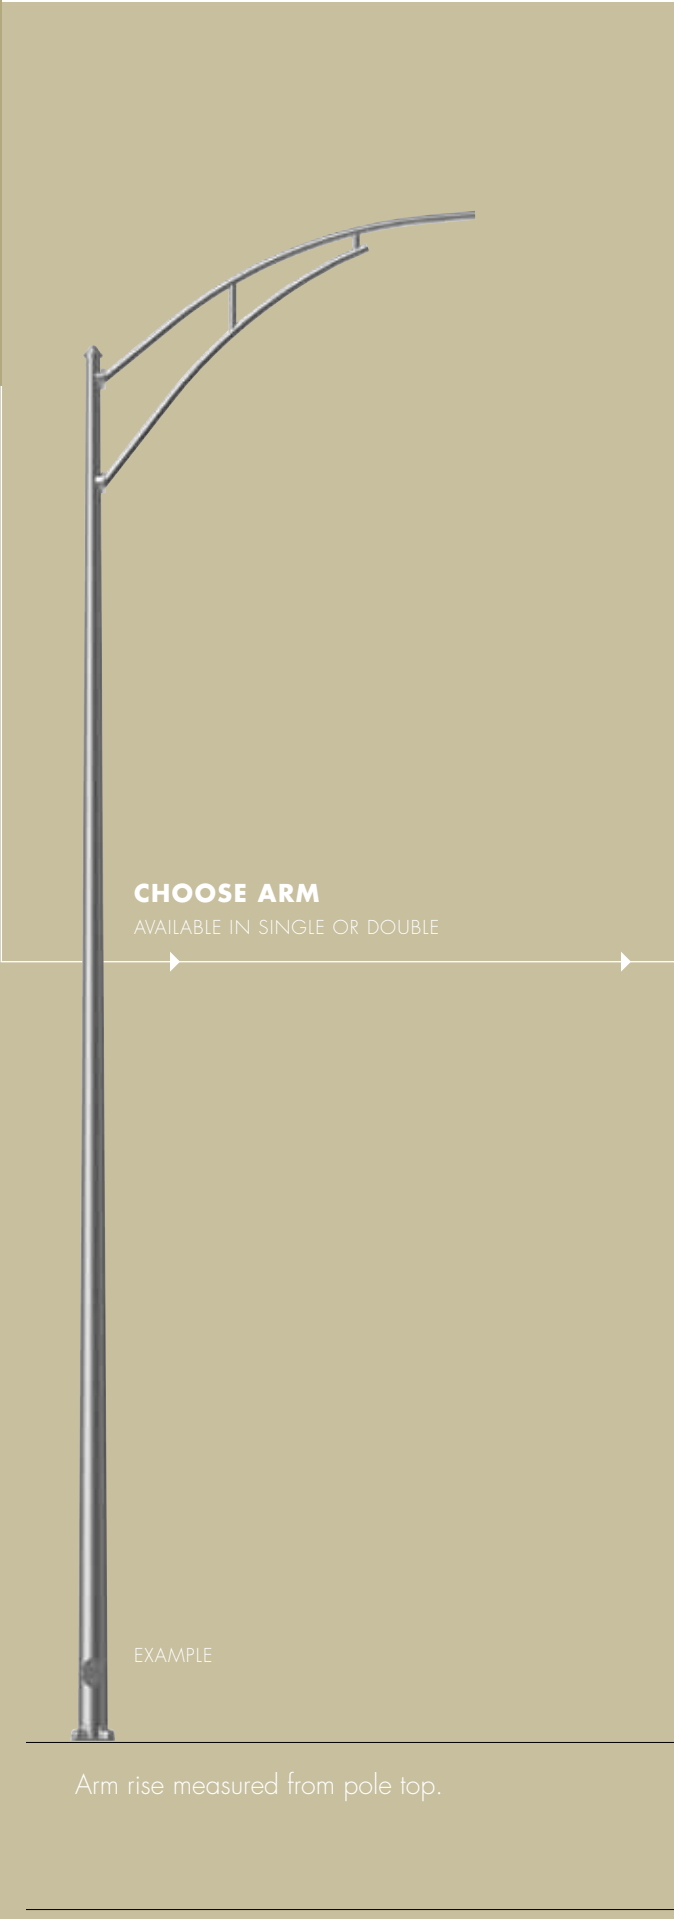 CHOOSE ARM
AVAILABLE IN SINGLE OR DOUBLE
EXAMPLE
Arm rise measured from pole top.